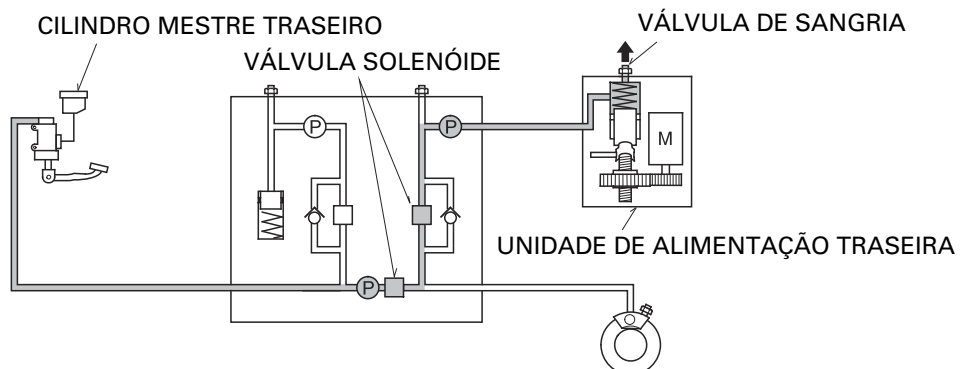 CILINDRO MESTRE TRASEIRO
VÁLVULA DE SANGRIA
VÁLVULA SOLENÓIDE
P
P
M
UNIDADE DE ALIMENTAÇÃO TRASEIRA
P